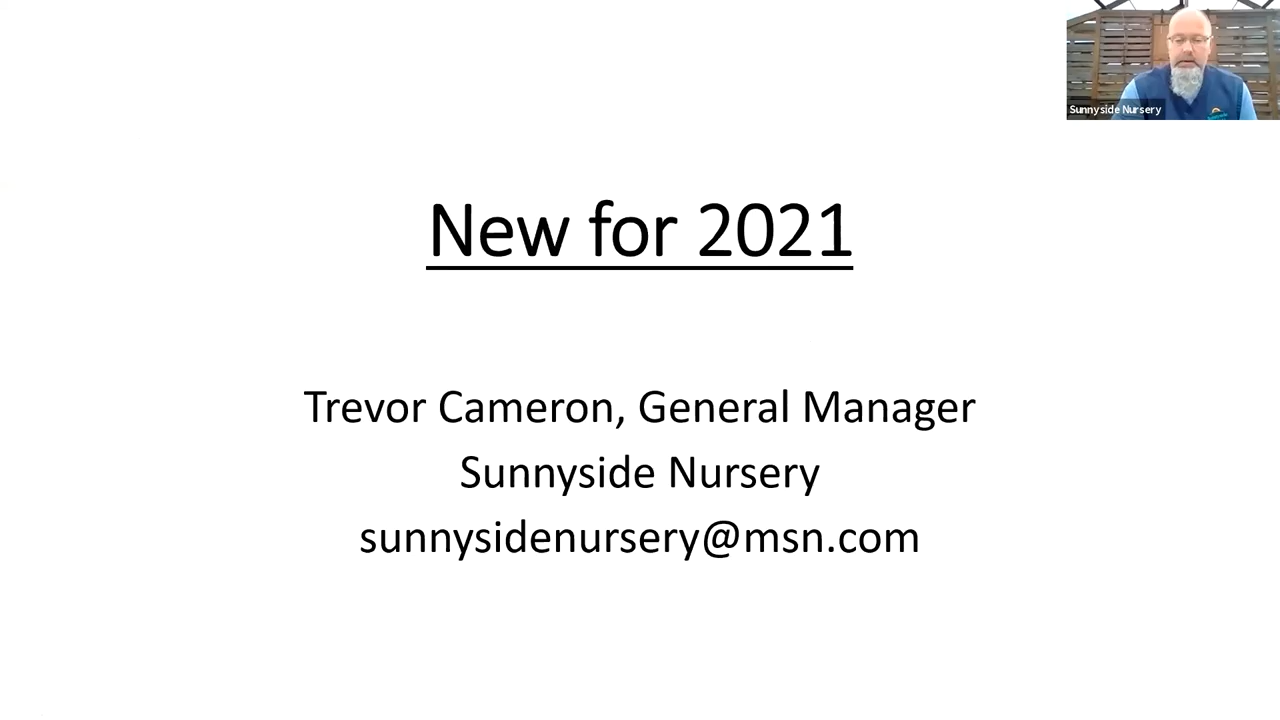 Sunnyside Nursery
New for 2021
Trevor Cameron, General Manager
Sunnyside Nursery
sunnysidenursery@msn.com